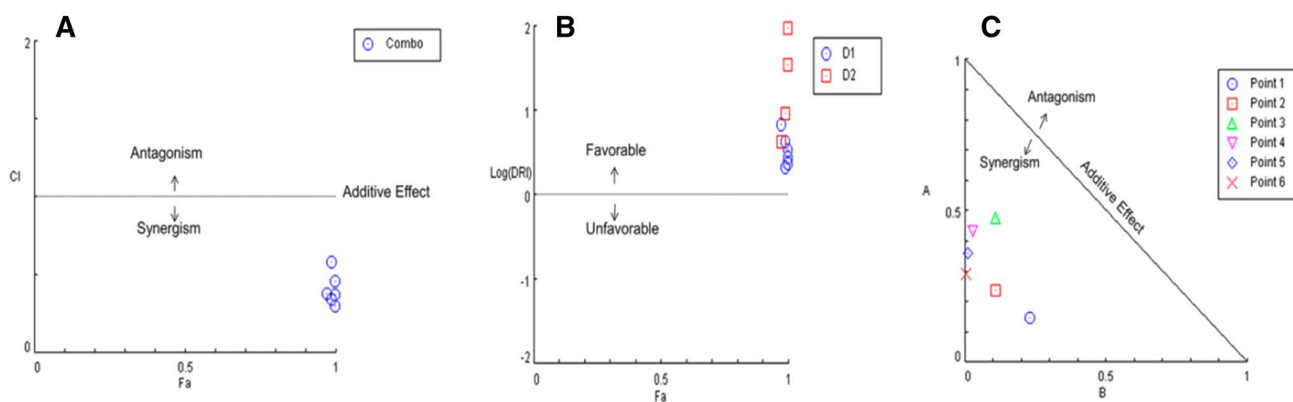 A
Combo
2
Antagonism
CI
Additive Effect
Synergism
0
0
0.5
1
Fa
B
D1
D2
2
1
Favorable
Log(DRI)
0
Unfavorable
-1
-2
0
0.5
1
Fa
C
Point 1
Point 2
Point 3
Point 4
Point 5
Point 6
1
Antagonism
Synergism
Additive Effect
A
0.5
0
0
0.5
1
B